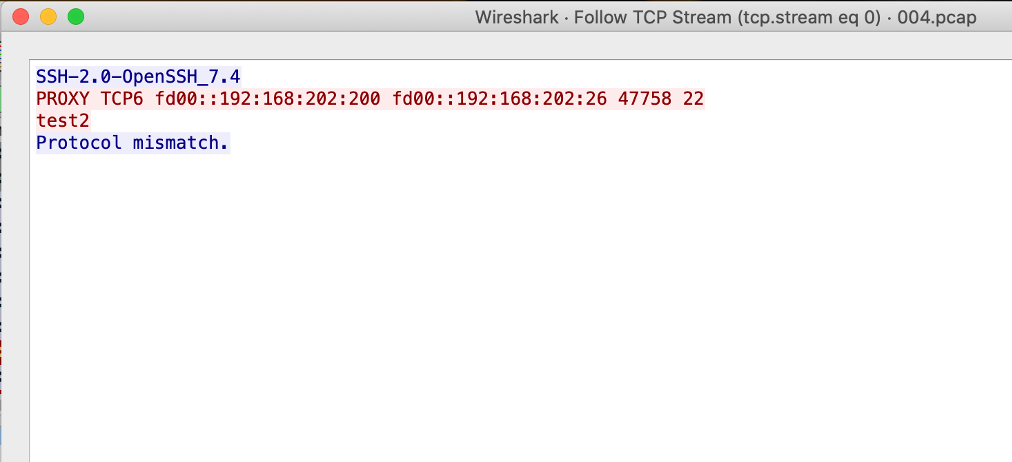 Wireshark · Follow TCP Stream (tcp.stream eq 0) · 004.pcap
SSH-2.0-OpenSSH_7.4
PROXY TCP6 fd00::192:168:202:200 fd00::192:168:202:26 47758 22
test2
Protocol mismatch.